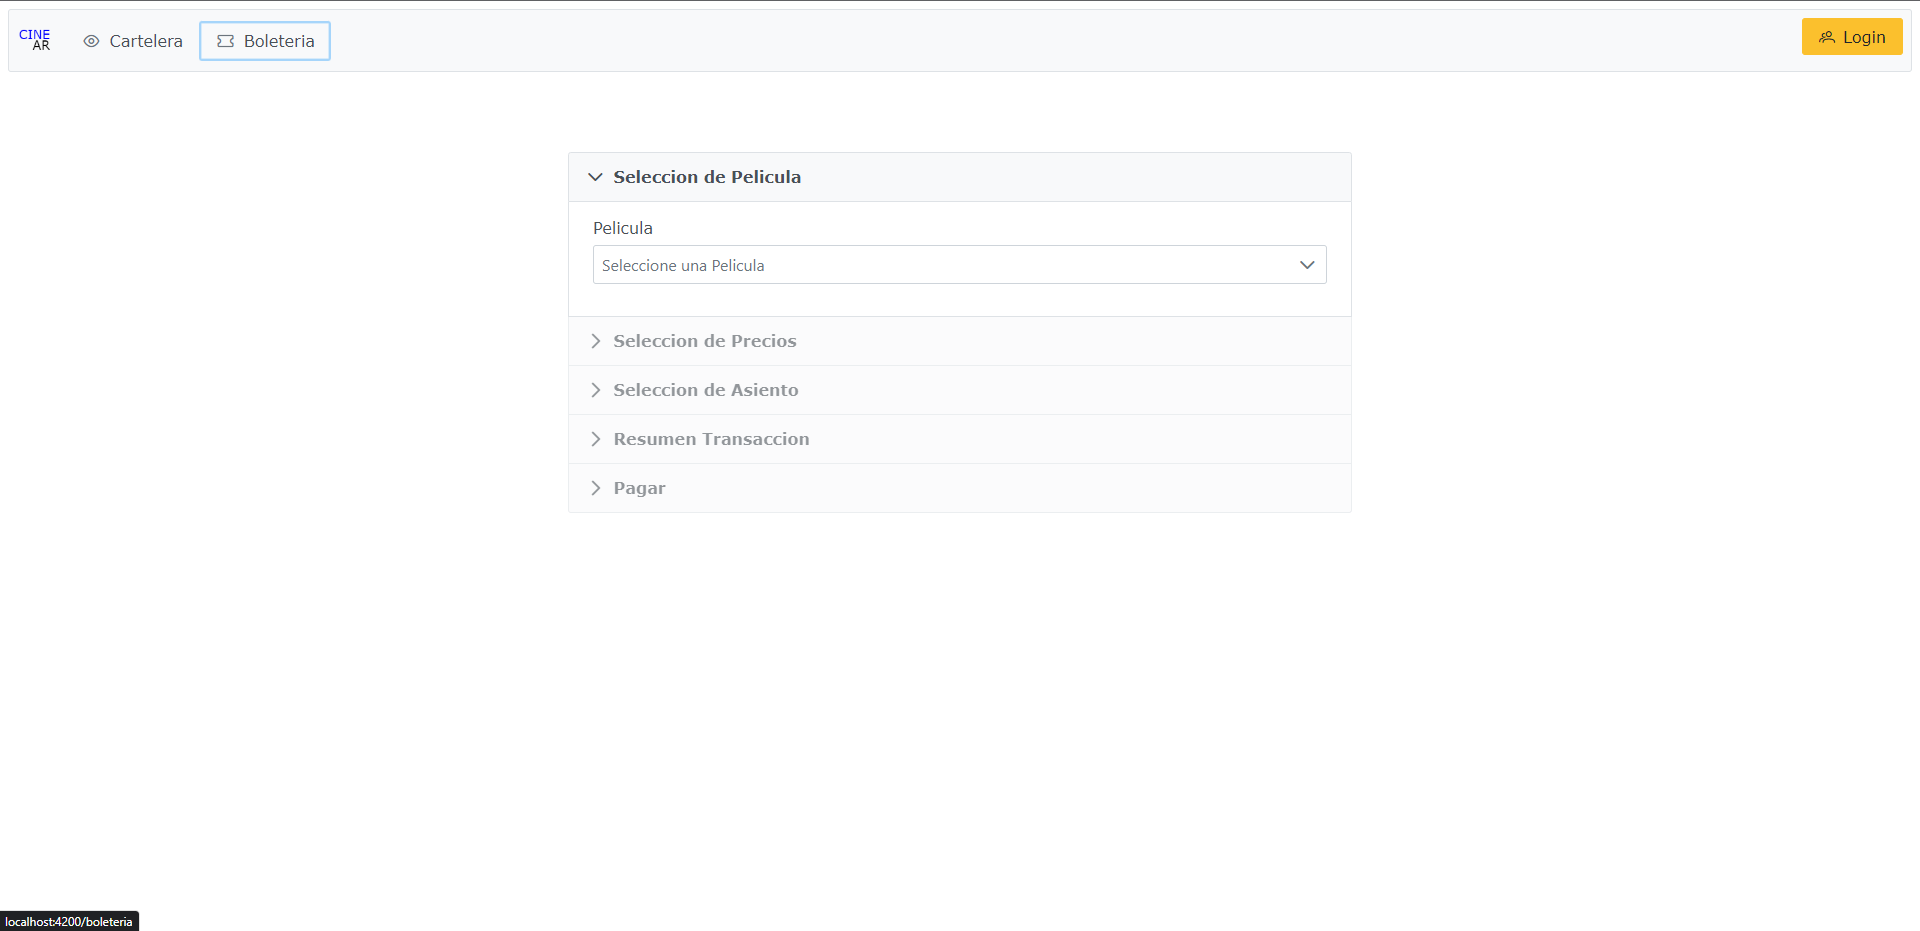 CINE
AR
Cartelera
Boleteria
Login
Seleccion de Pelicula
Pelicula
Seleccione una Pelicula
Seleccion de Precios
Seleccion de Asiento
Resumen Transaccion
Pagar
localhost:4200/boleteria